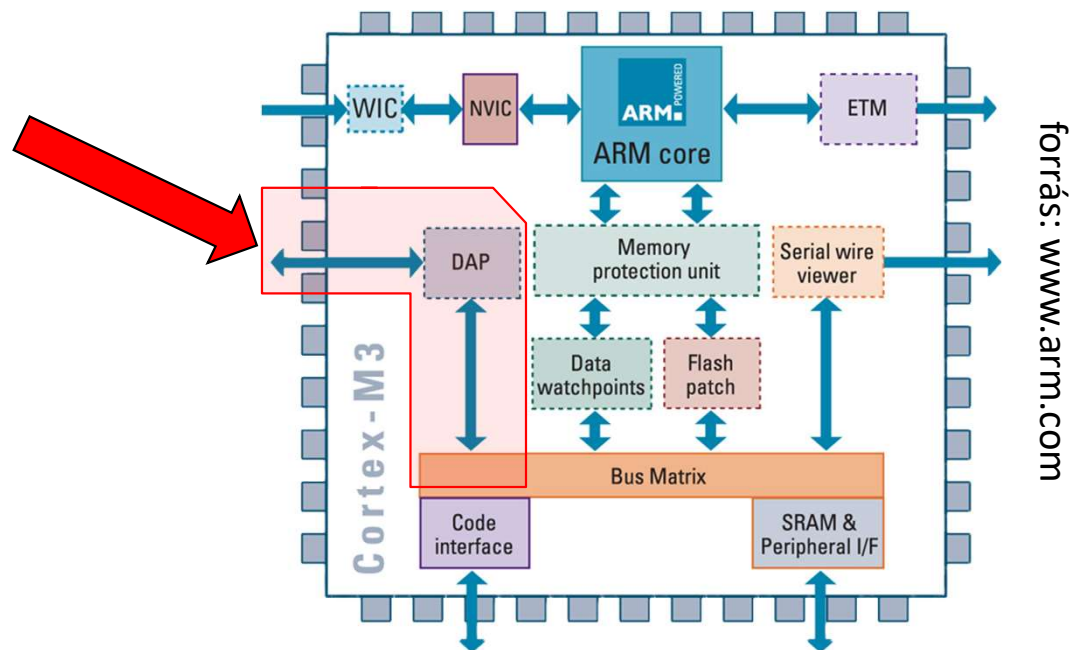 WIC
NVIC
ARM
POWERED
ARM core
ETM
DAP
Memory
protection unit
Serial wire
viewer
Data
watchpoints
Flash
patch
Bus Matrix
Code
interface
SRAM &
Peripheral I/F
Cortex-M3
forrás: www.arm.com